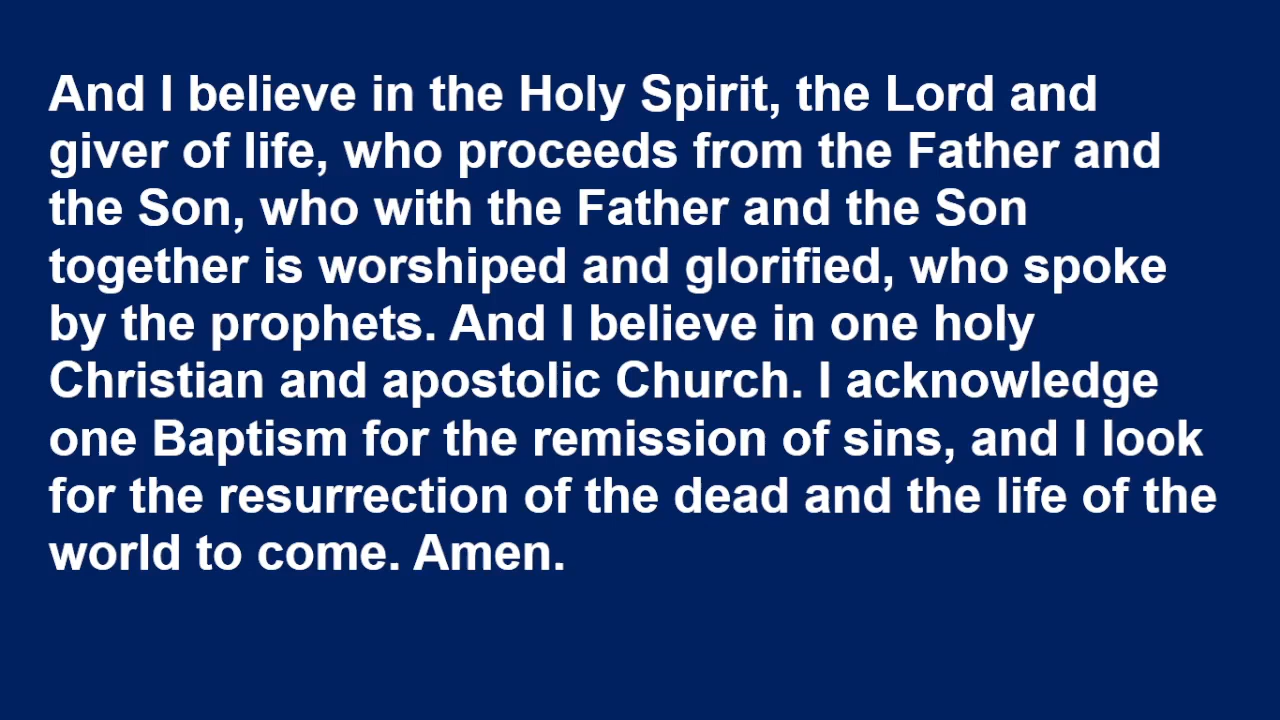 And I believe in the Holy Spirit, the Lord and
giver of life, who proceeds from the Father and
the Son, who with the Father and the Son
together is worshiped and glorified, who spoke
by the prophets. And I believe in one holy
Christian and apostolic Church. I acknowledge
one Baptism for the remission of sins, and I look
for the resurrection of the dead and the life of the
world to come. Amen.